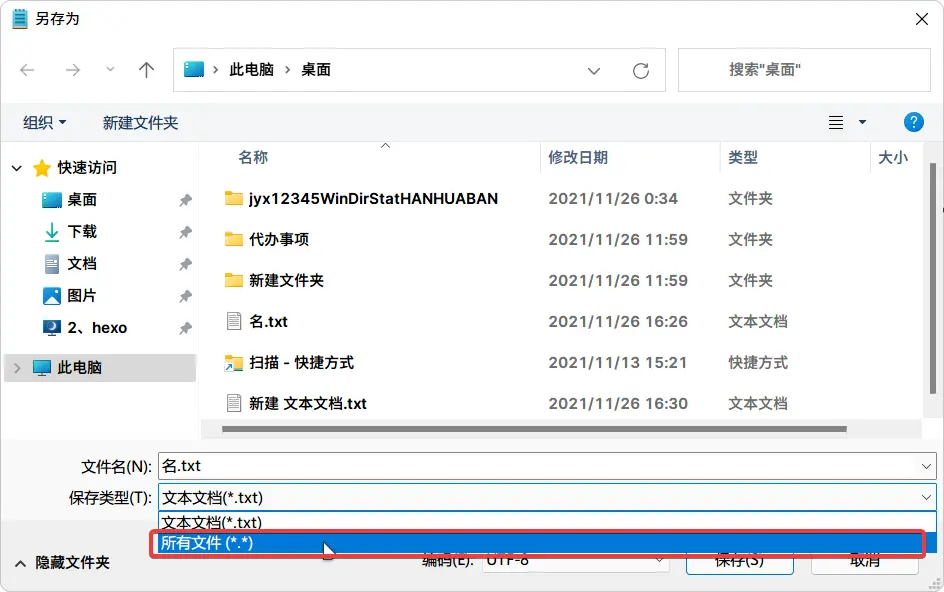 另存为
此电脑 › 桌面
搜索"桌面"
组织 新建文件夹
?
名称 修改日期 类型 大小
快速访问
桌面
下载
文档
图片
2、hexo
此电脑
jyx12345WinDirStatHANHUABAN 2021/11/26 0:34 文件夹
代办事项 2021/11/26 11:59 文件夹
新建文件夹 2021/11/26 11:59 文件夹
名.txt 2021/11/26 16:26 文本文档
扫描 - 快捷方式 2021/11/13 15:21 快捷方式
新建 文本文档.txt 2021/11/26 16:30 文本文档
文件名(N): 名.txt
保存类型(T): 文本文档(*.txt)
文本文档(*.txt)
所有文件 (*.*)
隐藏文件夹 编码(E): UTF-8 保存(S) 取消